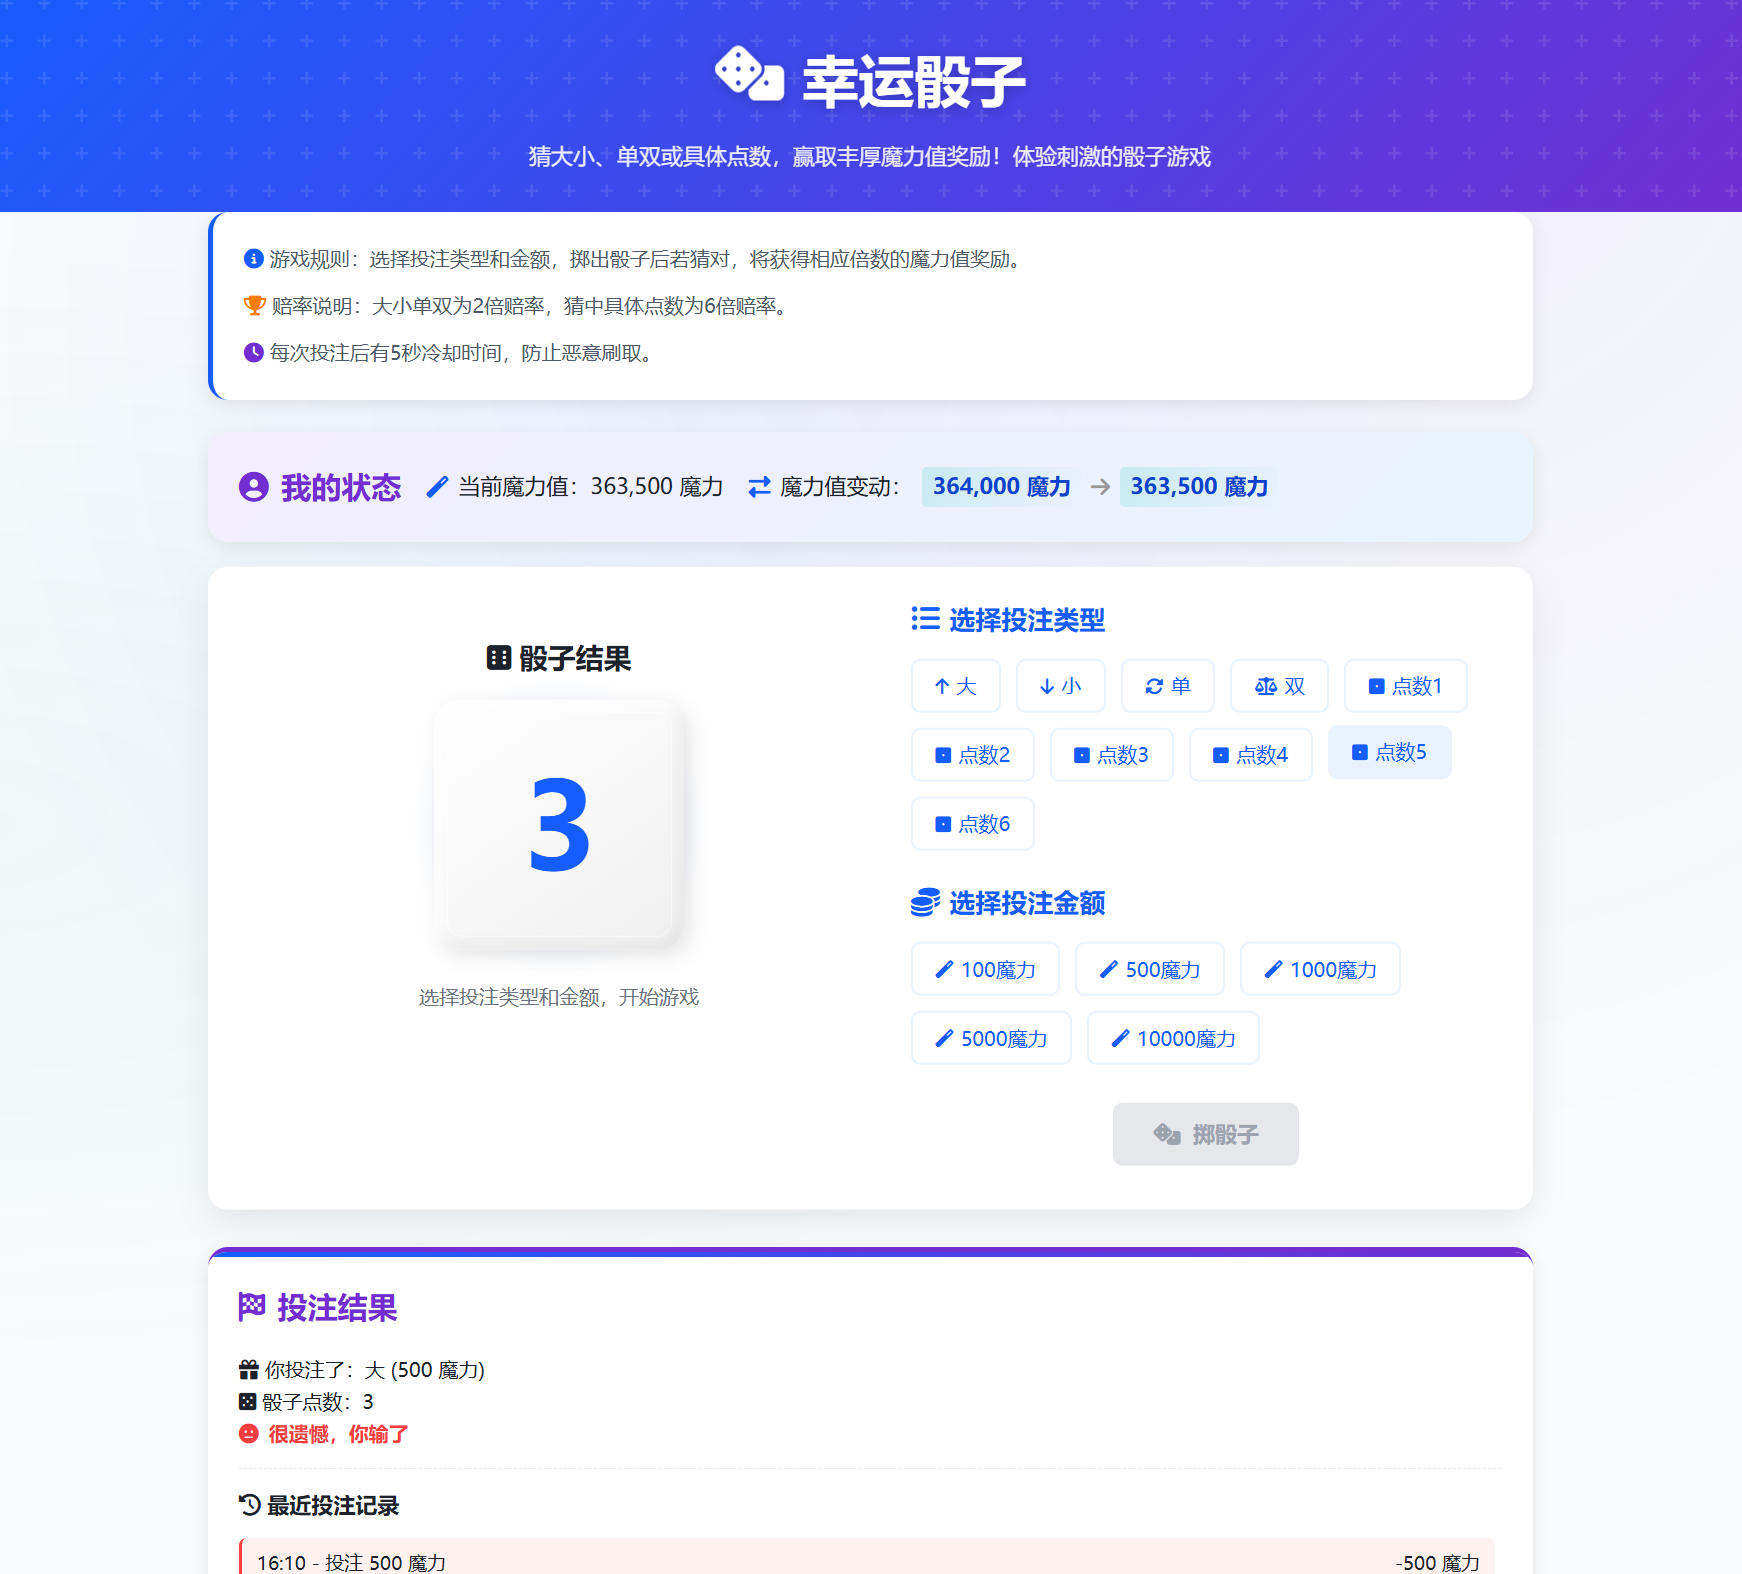 幸运骰子
猜大小、单双或具体点数，赢取丰厚魔力值奖励！体验刺激的骰子游戏
游戏规则：选择投注类型和金额，掷出骰子后若猜对，将获得相应倍数的魔力值奖励。
赔率说明：大小单双为2倍赔率，猜中具体点数为6倍赔率。
每次投注后有5秒冷却时间，防止恶意刷取。
我的状态 当前魔力值：363,500 魔力 魔力值变动： 364,000 魔力 → 363,500 魔力
骰子结果
3
选择投注类型和金额，开始游戏
选择投注类型
大 小 单 双 点数1
点数2 点数3 点数4 点数5
点数6
选择投注金额
100魔力 500魔力 1000魔力
5000魔力 10000魔力
掷骰子
投注结果
你投注了：大 (500 魔力)
骰子点数：3
很遗憾，你输了
最近投注记录
16:10 - 投注 500 魔力 -500 魔力